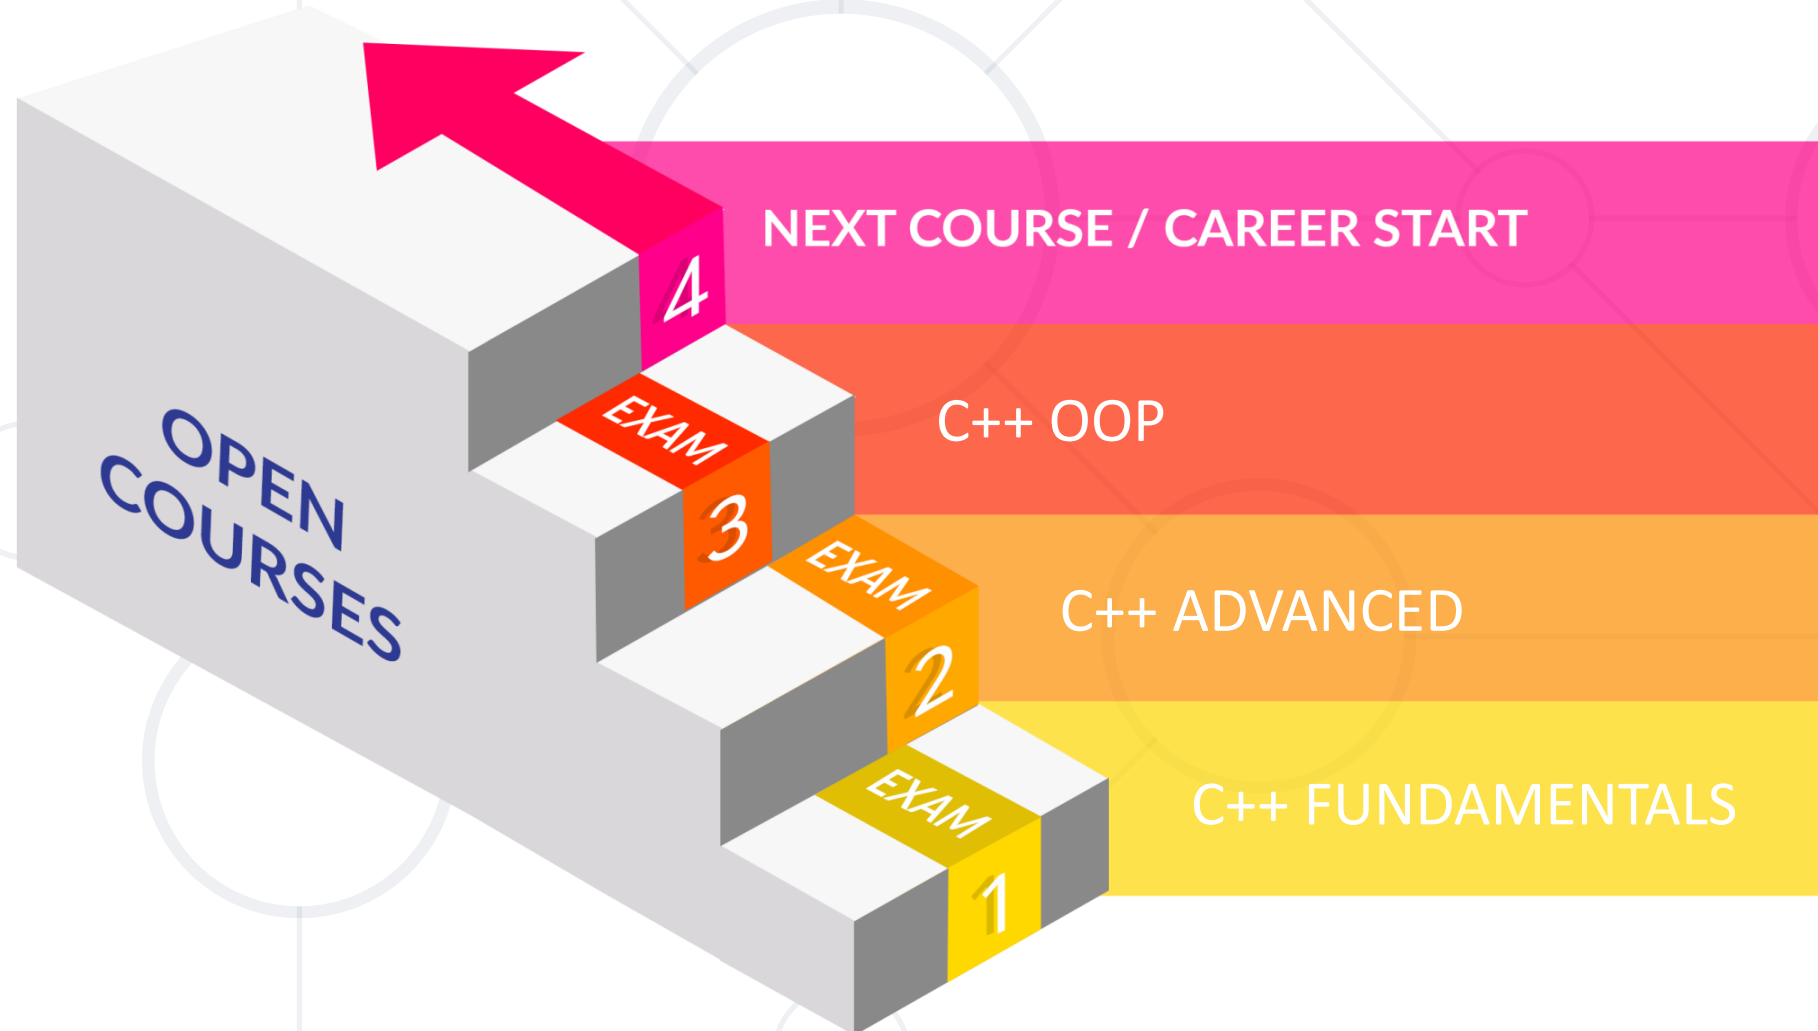 NEXT COURSE / CAREER START
4
OPEN
COURSES
EXAM
3
C++ OOP
EXAM
2
C++ ADVANCED
EXAM
1
C++ FUNDAMENTALS